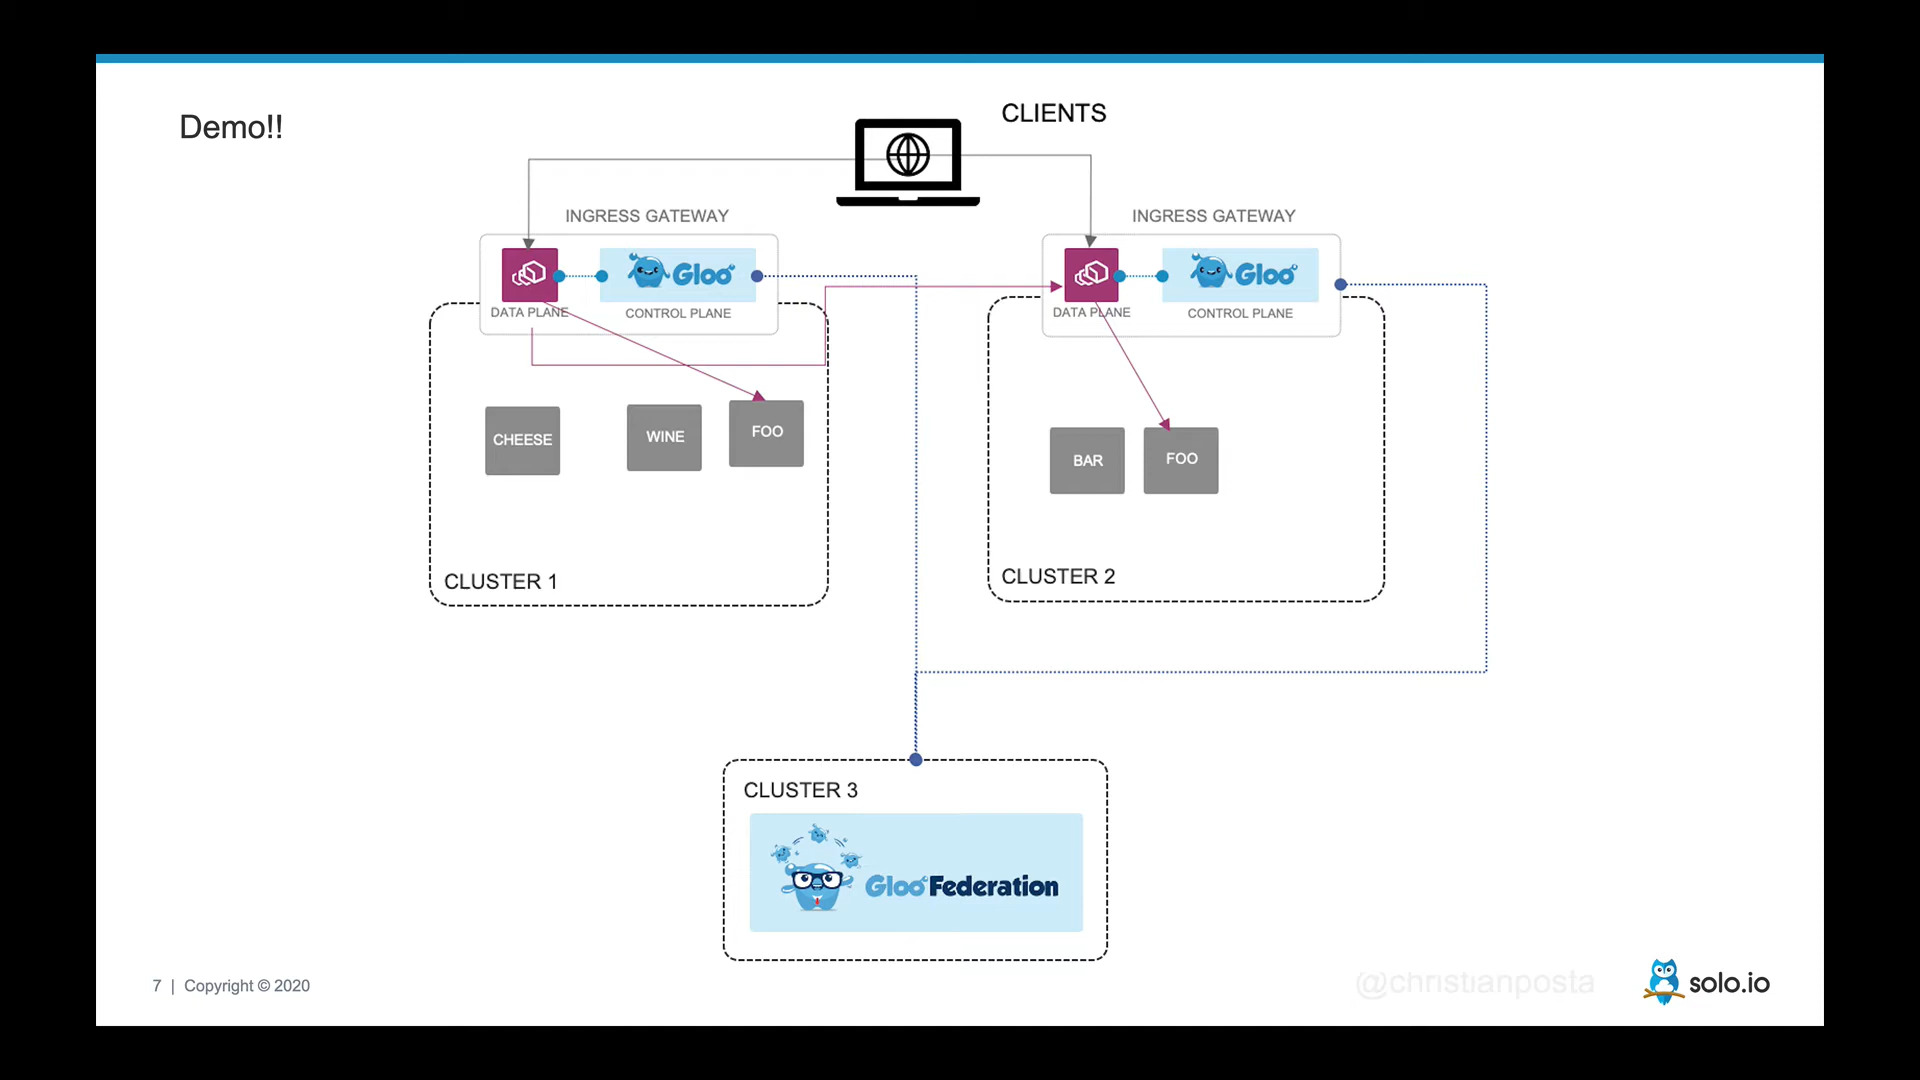 Demo!!
CLIENTS
INGRESS GATEWAY
INGRESS GATEWAY
Gloo
Gloo
DATA PLANE
CONTROL PLANE
DATA PLANE
CONTROL PLANE
CHEESE
WINE
FOO
BAR
FOO
CLUSTER 1
CLUSTER 2
CLUSTER 3
Gloo Federation
7 | Copyright © 2020
@christianposta
solo.io